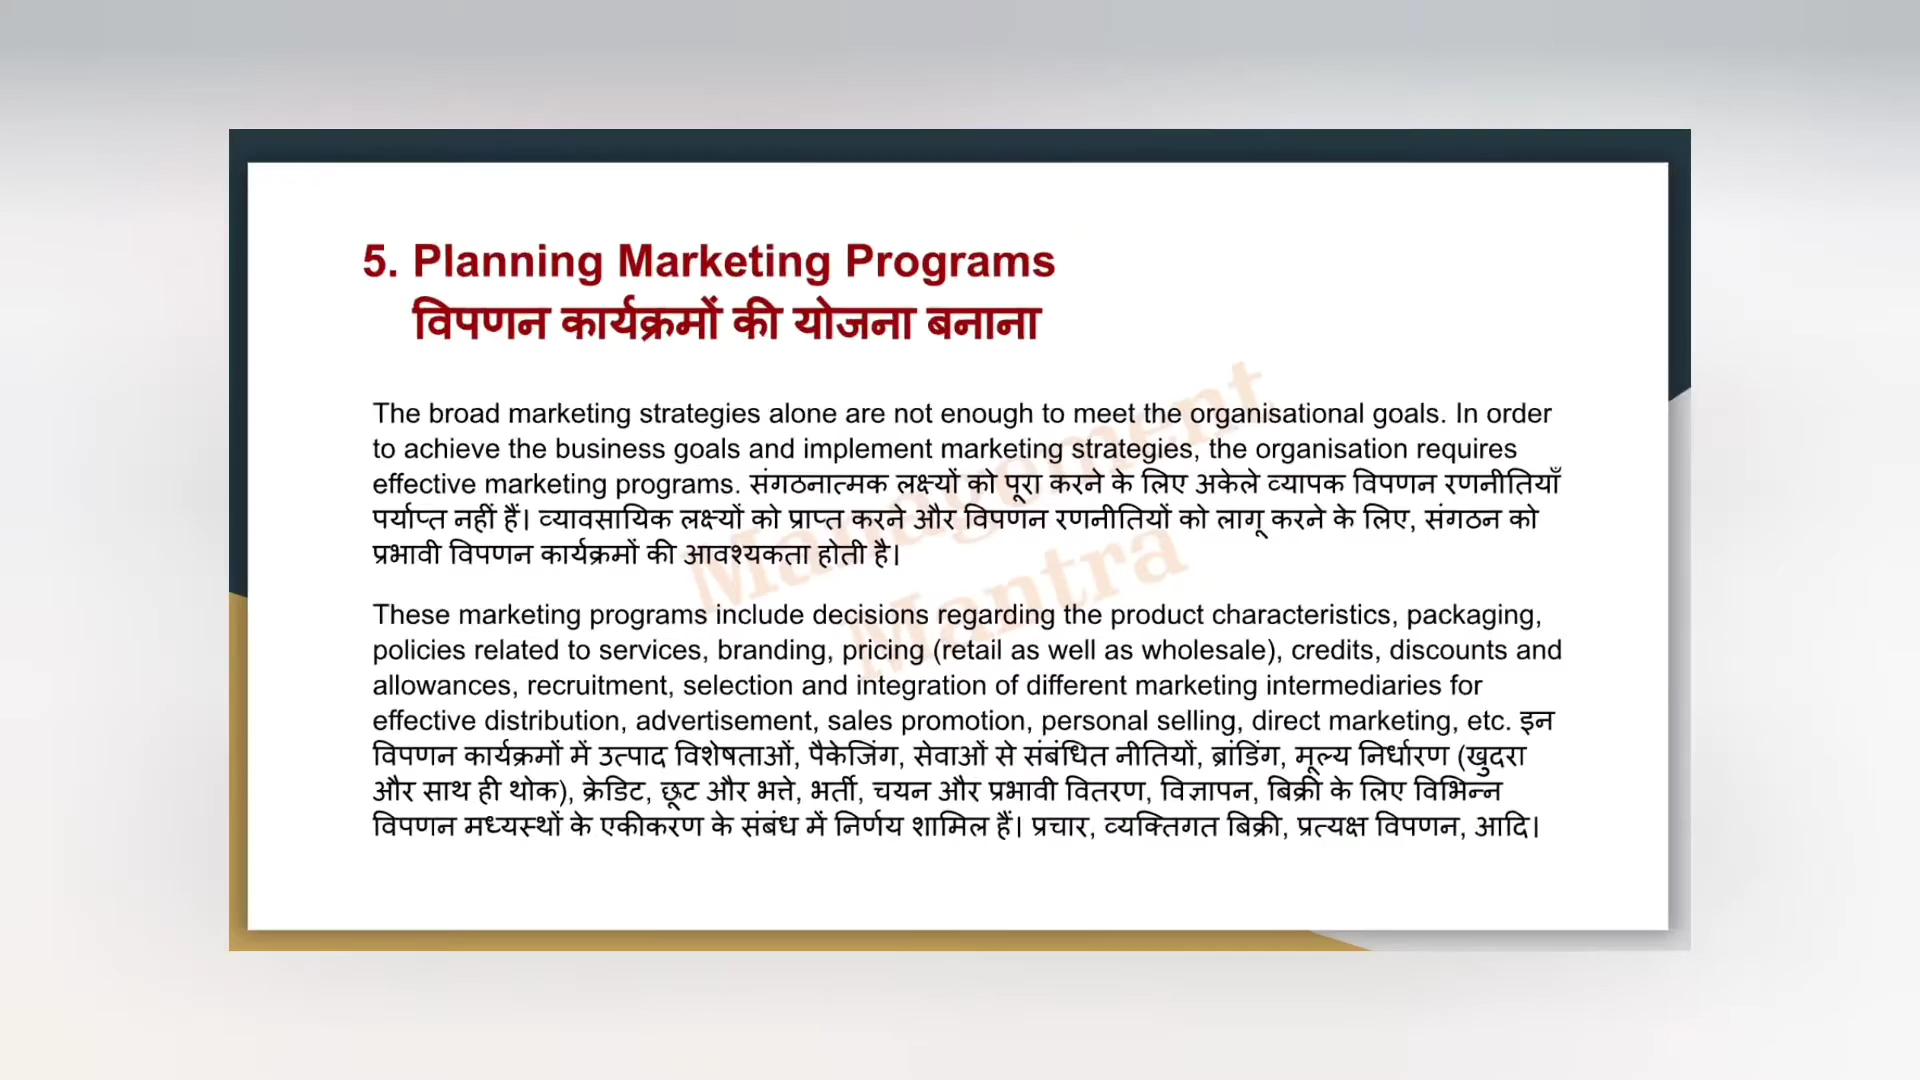 5. Planning Marketing Programs
विपणन कार्यक्रमों की योजना बनाना
The broad marketing strategies alone are not enough to meet the organisational goals. In order
to achieve the business goals and implement marketing strategies, the organisation requires
effective marketing programs. संगठनात्मक लक्ष्यों को पूरा करने के लिए अकेले व्यापक विपणन रणनीतियाँ
पर्याप्त नहीं हैं। व्यावसायिक लक्ष्यों को प्राप्त करने और विपणन रणनीतियों को लागू करने के लिए, संगठन को
प्रभावी विपणन कार्यक्रमों की आवश्यकता होती है।
These marketing programs include decisions regarding the product characteristics, packaging,
policies related to services, branding, pricing (retail as well as wholesale), credits, discounts and
allowances, recruitment, selection and integration of different marketing intermediaries for
effective distribution, advertisement, sales promotion, personal selling, direct marketing, etc. इन
विपणन कार्यक्रमों में उत्पाद विशेषताओं, पैकेजिंग, सेवाओं से संबंधित नीतियों, ब्रांडिंग, मूल्य निर्धारण (खुदरा
और साथ ही थोक), क्रेडिट, छूट और भत्ते, भर्ती, चयन और प्रभावी वितरण, विज्ञापन, बिक्री के लिए विभिन्न
विपणन मध्यस्थों के एकीकरण के संबंध में निर्णय शामिल हैं। प्रचार, व्यक्तिगत बिक्री, प्रत्यक्ष विपणन, आदि।
Management
Mantra